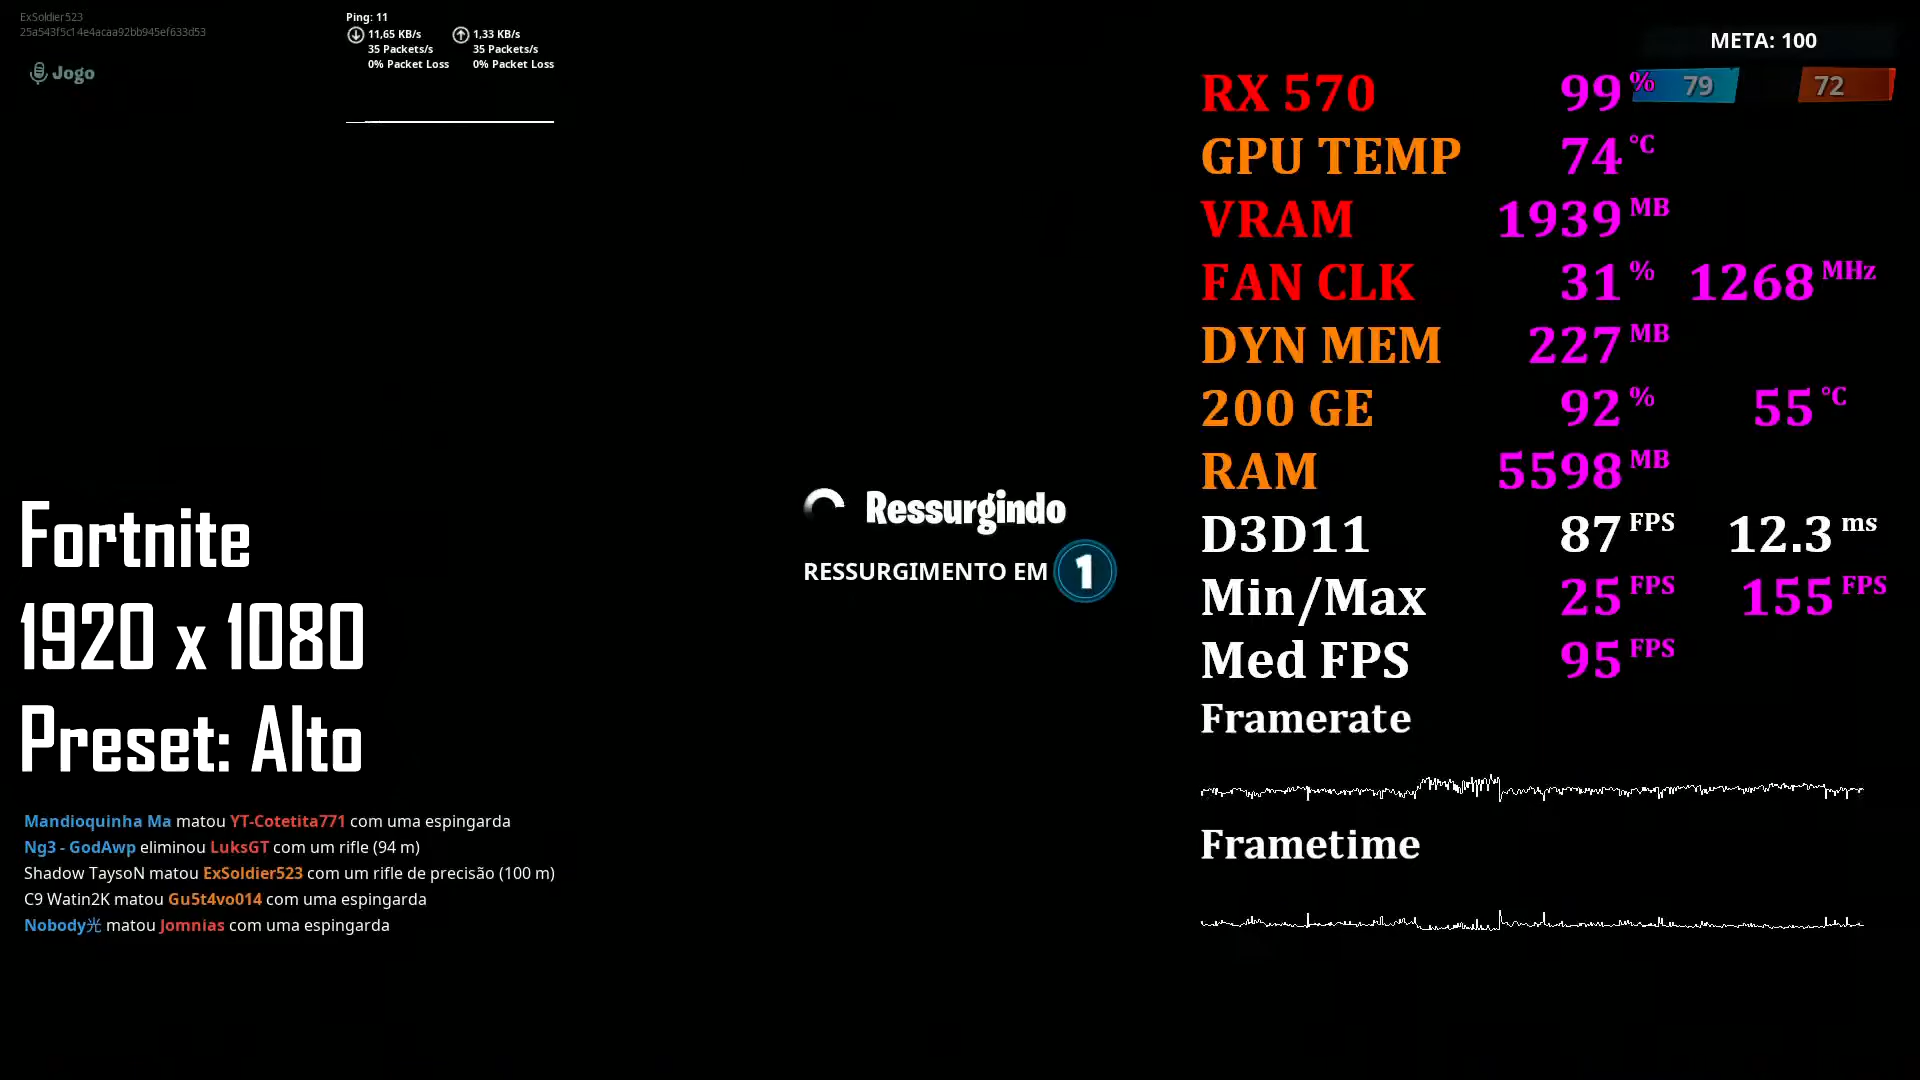 ExSoldier523
25a543f5c14e4acaa92bb945ef633d53
Jogo
Ping: 11
11,65 KB/s 1,33 KB/s
35 Packets/s 35 Packets/s
0% Packet Loss 0% Packet Loss
META: 100
79 72
RX 570 99 %
GPU TEMP 74 °C
VRAM 1939 MB
FAN CLK 31 % 1268 MHz
DYN MEM 227 MB
200 GE 92 % 55 °C
RAM 5598 MB
D3D11 87 FPS 12.3 ms
Min/Max 25 FPS 155 FPS
Med FPS 95 FPS
Framerate
Frametime
Ressurgindo
RESSURGIMENTO EM 1
Fortnite
1920 x 1080
Preset: Alto
Mandioquinha Ma matou YT-Cotetita771 com uma espingarda
Ng3 - GodAwp eliminou LuksGT com um rifle (94 m)
Shadow TaysoN matou ExSoldier523 com um rifle de precisão (100 m)
C9 Watin2K matou Gu5t4vo014 com uma espingarda
Nobody光 matou Jomnias com uma espingarda